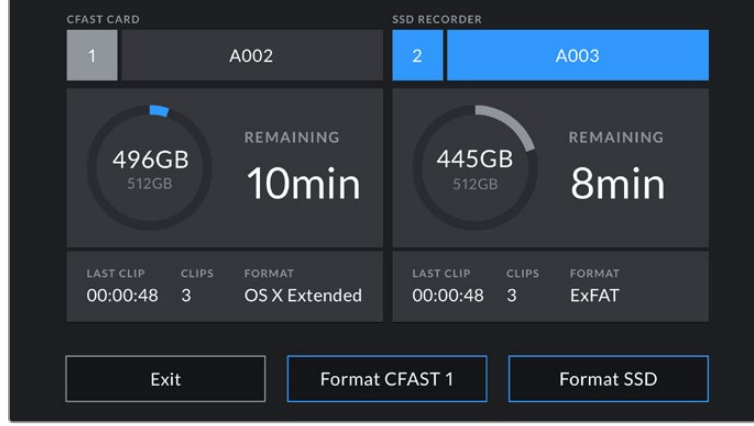 CFAST CARD
SSD RECORDER
1 A002
2 A003
496GB
512GB
REMAINING
10min
445GB
512GB
REMAINING
8min
LAST CLIP CLIPS FORMAT
00:00:48 3 OS X Extended
LAST CLIP CLIPS FORMAT
00:00:48 3 ExFAT
Exit
Format CFAST 1
Format SSD